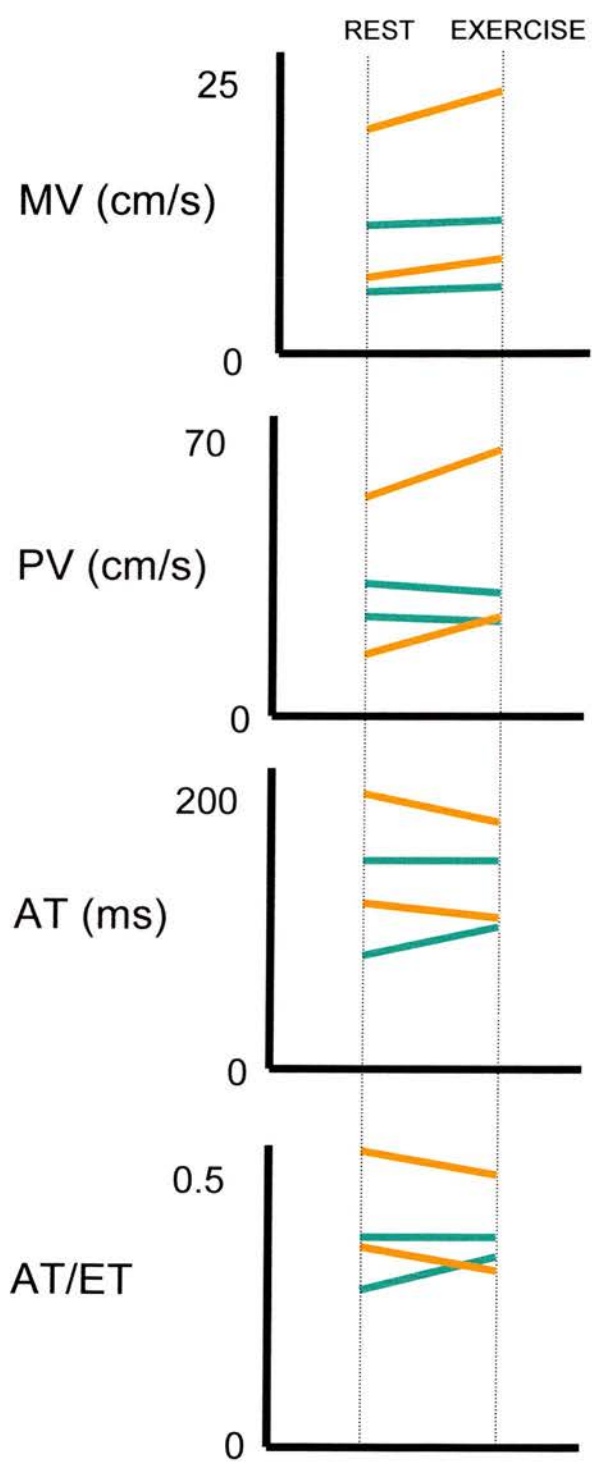 REST EXERCISE
25
MV (cm/s)
0
70
PV (cm/s)
0
200
AT (ms)
0
0.5
AT/ET
0